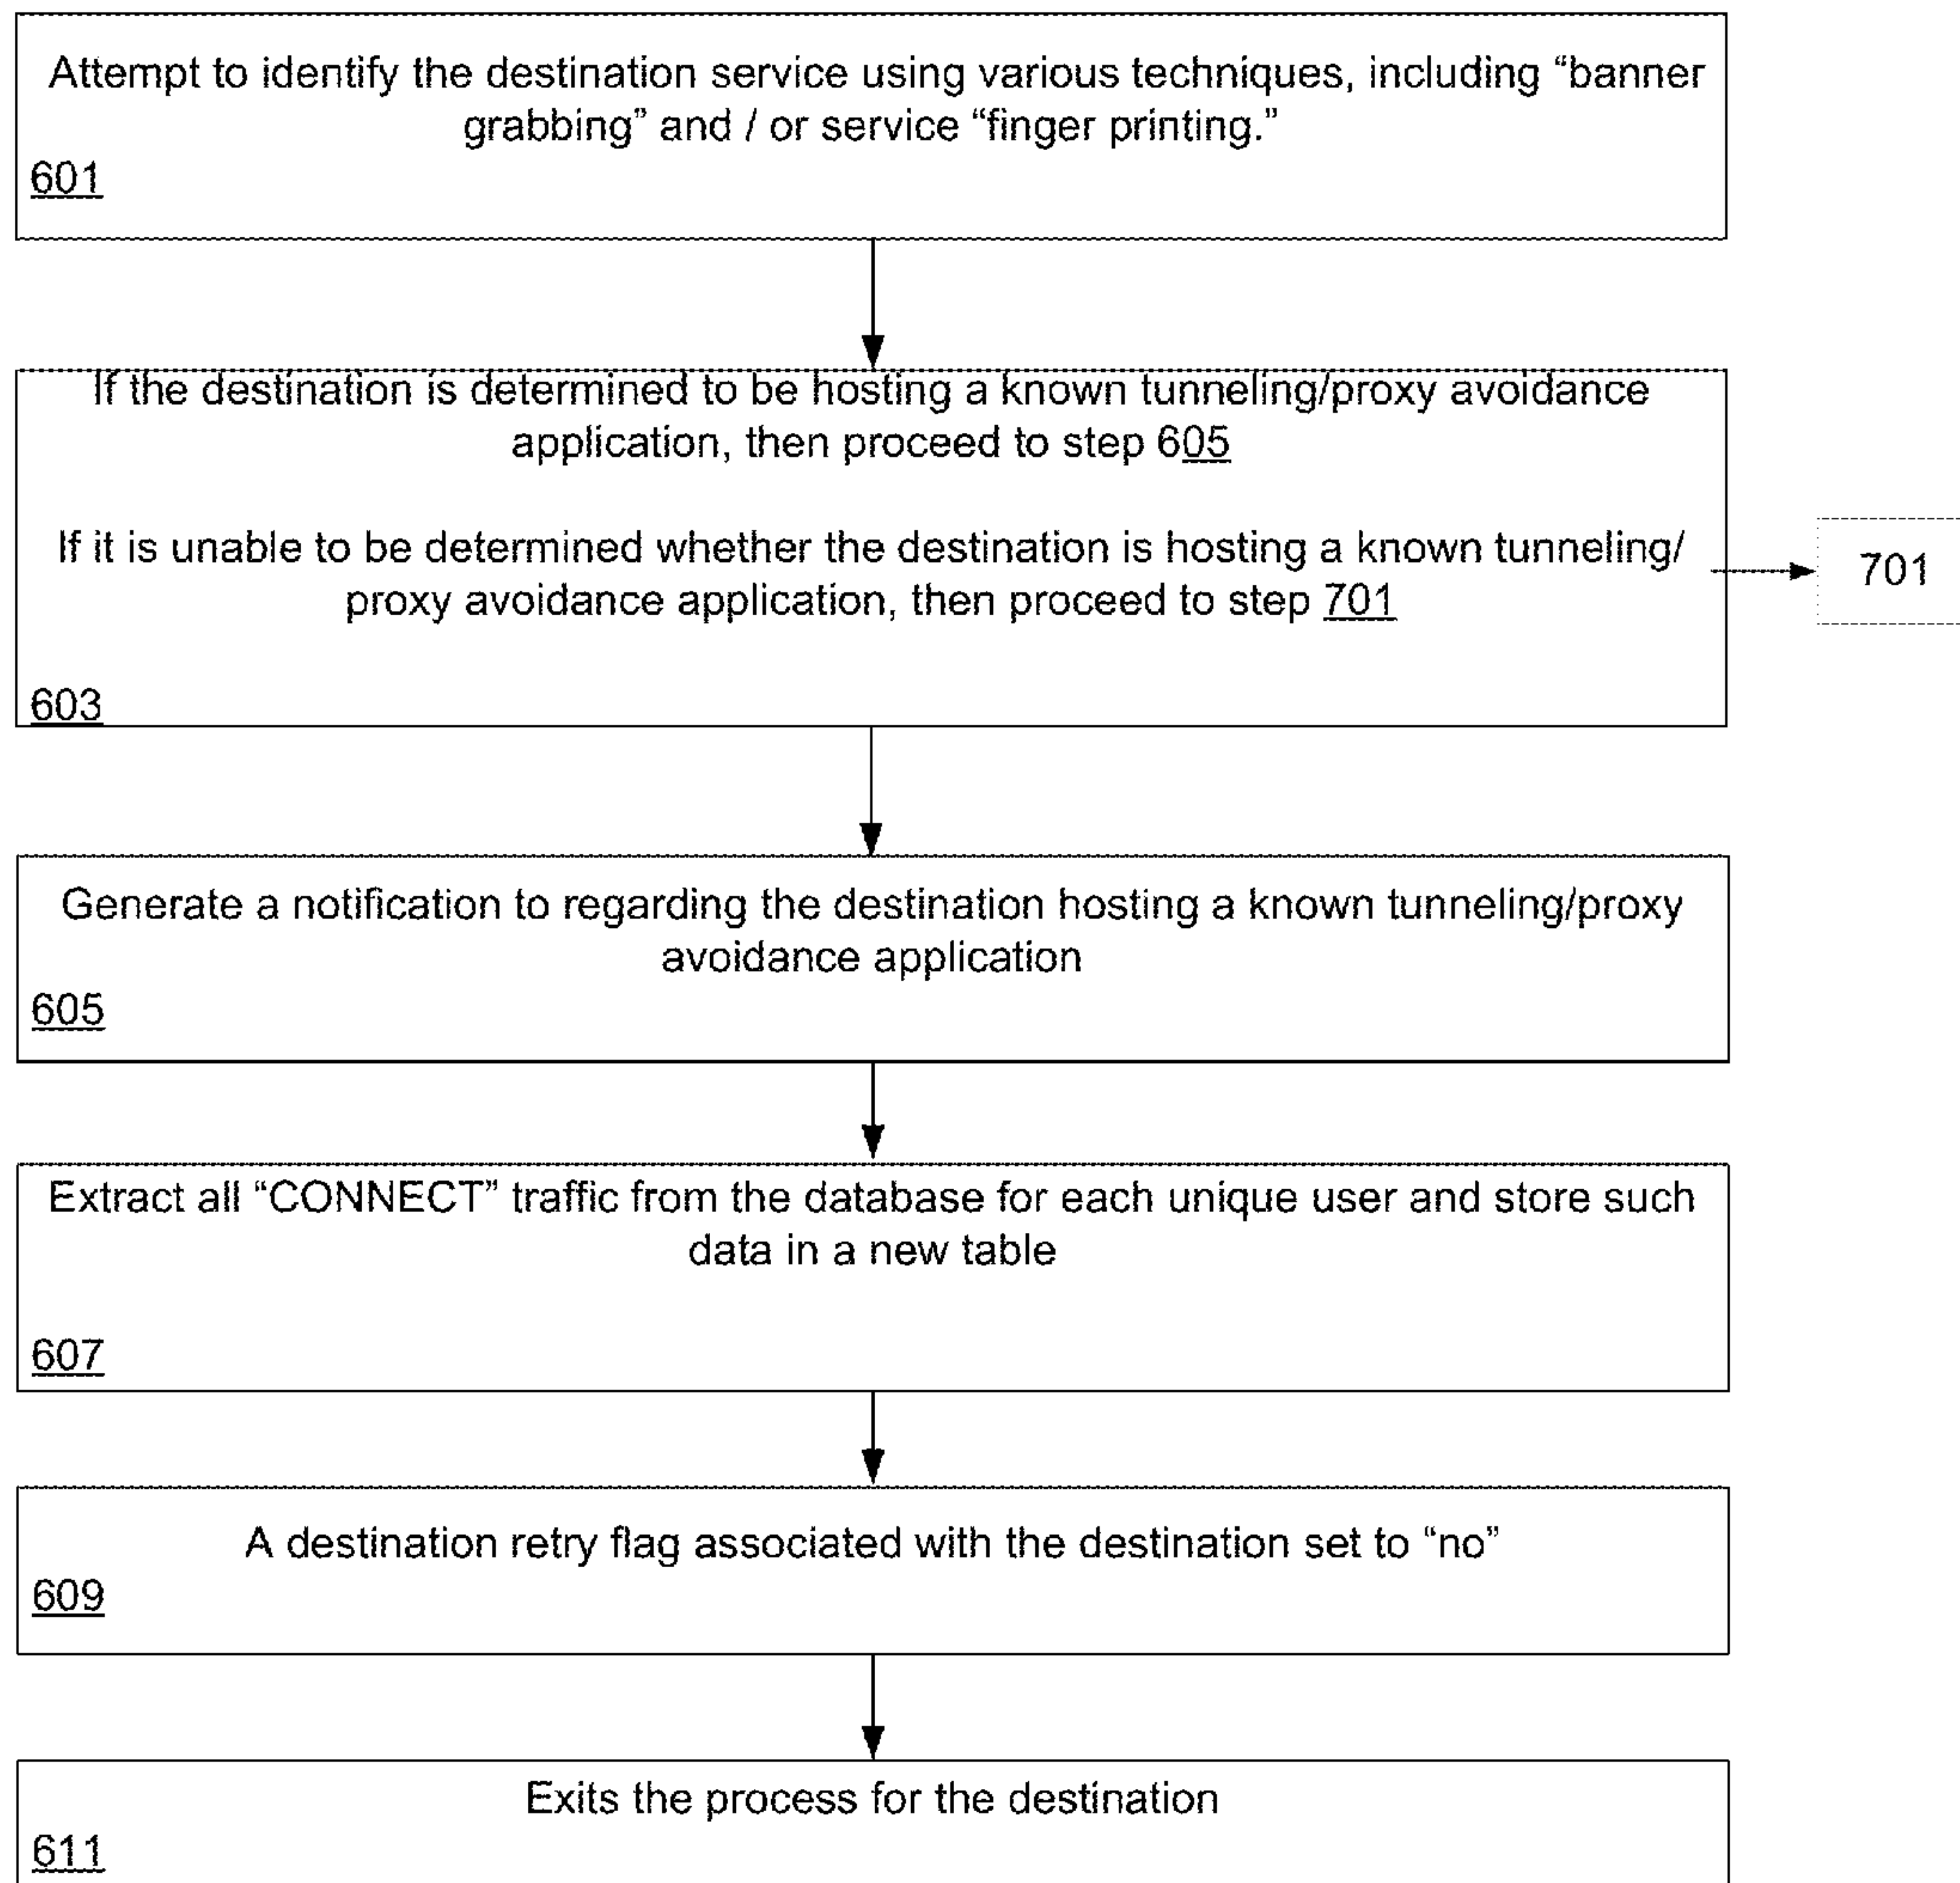 Attempt to identify the destination service using various techniques, including “banner
grabbing” and / or service “finger printing.”
601
If the destination is determined to be hosting a known tunneling/proxy avoidance
application, then proceed to step 605
If it is unable to be determined whether the destination is hosting a known tunneling/
proxy avoidance application, then proceed to step 701
701
603
Generate a notification to regarding the destination hosting a known tunneling/proxy
avoidance application
605
Extract all “CONNECT” traffic from the database for each unique user and store such
data in a new table
607
A destination retry flag associated with the destination set to “no”
609
Exits the process for the destination
611